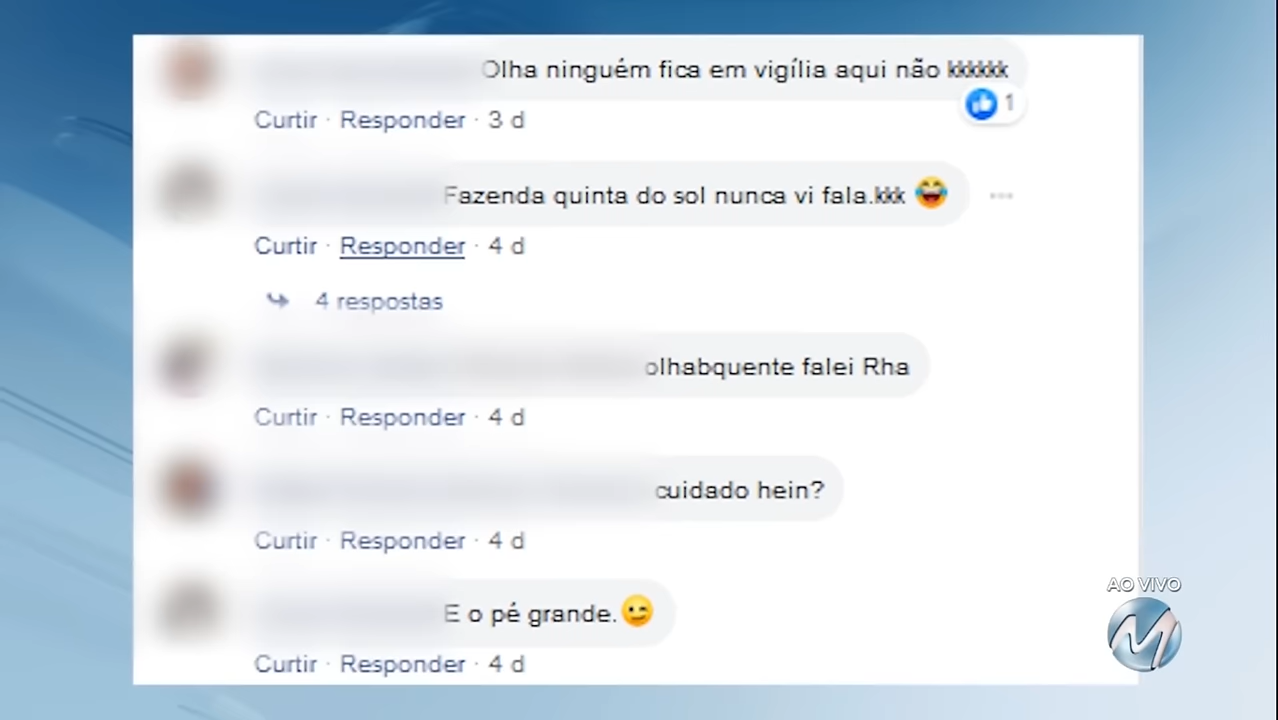 Olha ninguém fica em vigília aqui não kkkkkk
1
Curtir · Responder · 3 d
Fazenda quinta do sol nunca vi fala.kkk 😂
Curtir · Responder · 4 d
4 respostas
olhabquente falei Rha
Curtir · Responder · 4 d
cuidado hein?
Curtir · Responder · 4 d
E o pé grande.😉
Curtir · Responder · 4 d
AO VIVO
M